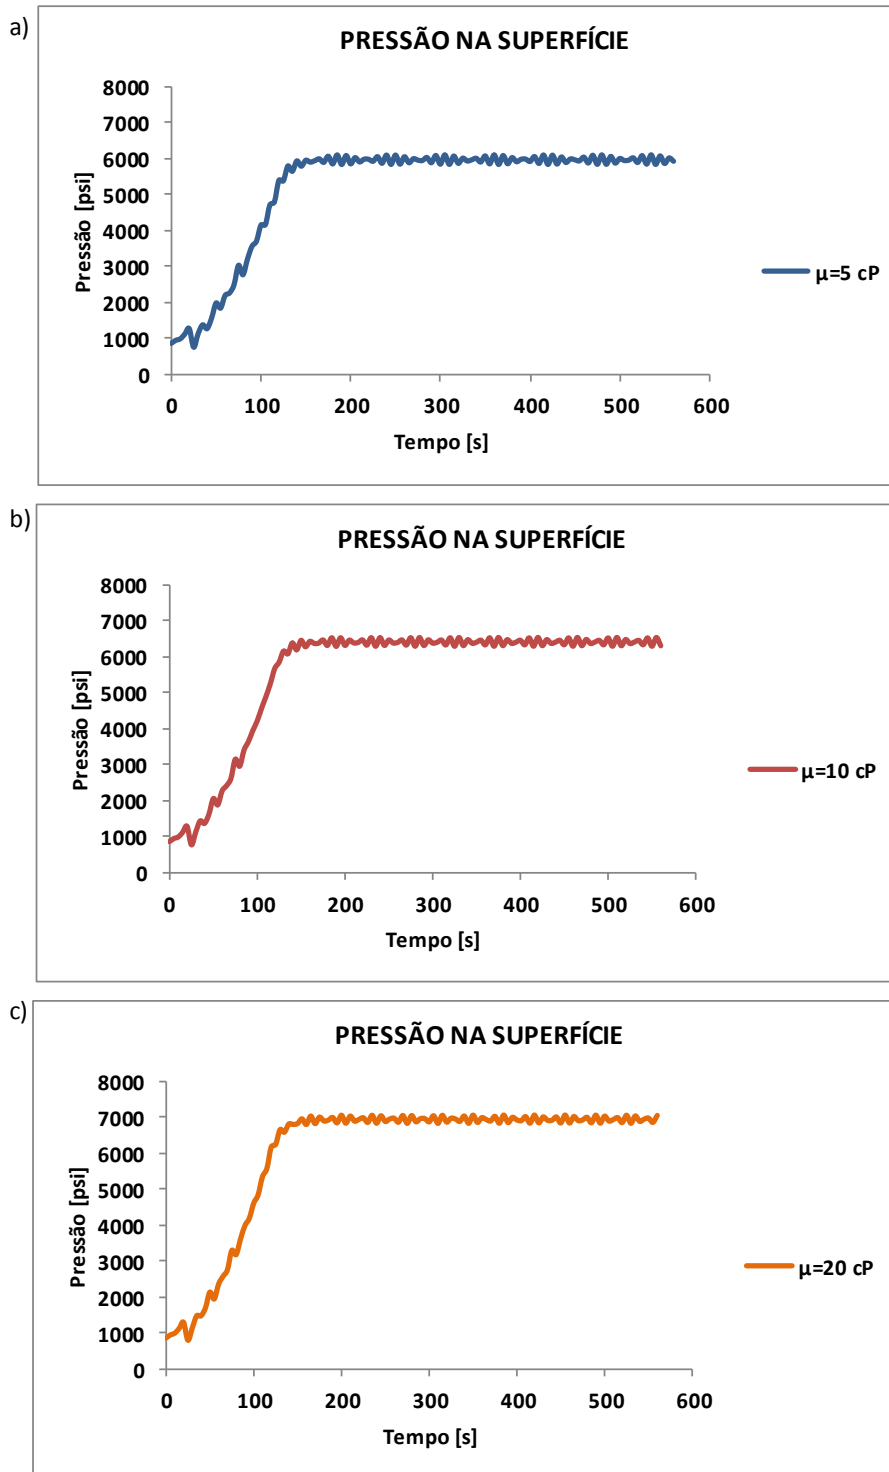 a)
PRESSÃO NA SUPERFÍCIE
8000
7000
6000
5000
4000
3000
2000
1000
0
Pressão [psi]
0 100 200 300 400 500 600
Tempo [s]
μ=5 cP
b)
PRESSÃO NA SUPERFÍCIE
8000
7000
6000
5000
4000
3000
2000
1000
0
Pressão [psi]
0 100 200 300 400 500 600
Tempo [s]
μ=10 cP
c)
PRESSÃO NA SUPERFÍCIE
8000
7000
6000
5000
4000
3000
2000
1000
0
Pressão [psi]
0 100 200 300 400 500 600
Tempo [s]
μ=20 cP